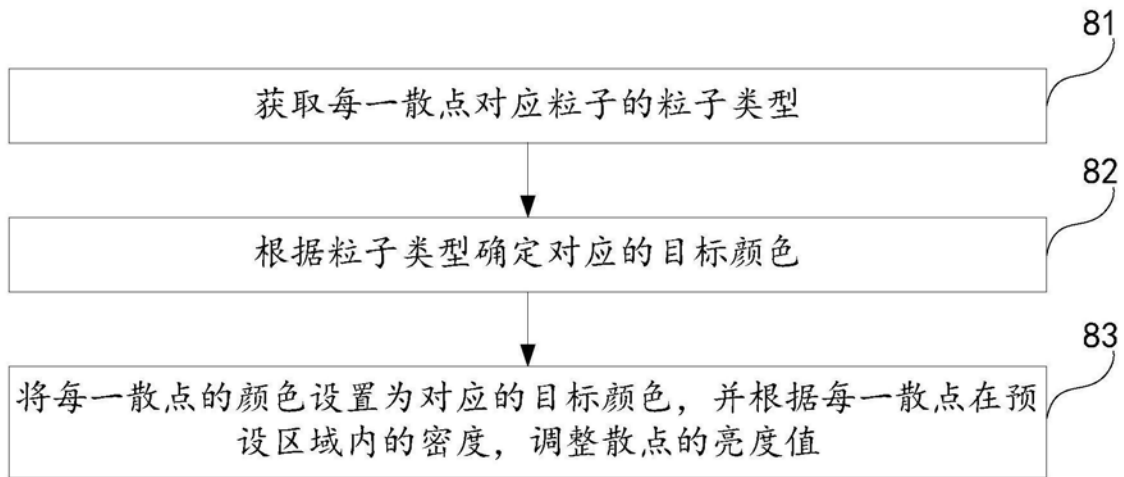 81
获取每一散点对应粒子的粒子类型
82
根据粒子类型确定对应的目标颜色
83
将每一散点的颜色设置为对应的目标颜色，并根据每一散点在预
设区域内的密度，调整散点的亮度值